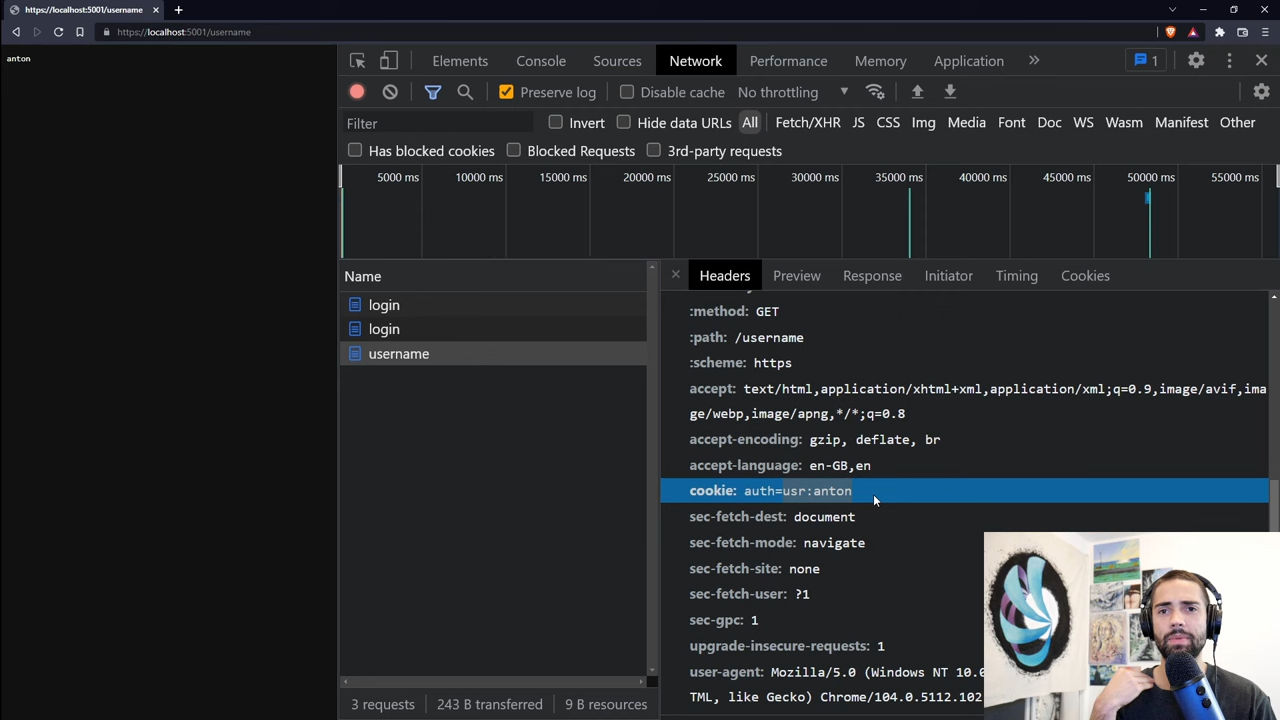 https://localhost:5001/username
https://localhost:5001/username
anton
Elements Console Sources Network Performance Memory Application 1
Preserve log Disable cache No throttling
Filter Invert Hide data URLs All Fetch/XHR JS CSS Img Media Font Doc WS Wasm Manifest Other
Has blocked cookies Blocked Requests 3rd-party requests
5000 ms 10000 ms 15000 ms 20000 ms 25000 ms 30000 ms 35000 ms 40000 ms 45000 ms 50000 ms 55000 ms
Name
login
login
username
3 requests 243 B transferred 9 B resources
Headers Preview Response Initiator Timing Cookies
:method: GET
:path: /username
:scheme: https
accept: text/html,application/xhtml+xml,application/xml;q=0.9,image/avif,ima
ge/webp,image/apng,*/*;q=0.8
accept-encoding: gzip, deflate, br
accept-language: en-GB,en
cookie: auth=usr:anton
sec-fetch-dest: document
sec-fetch-mode: navigate
sec-fetch-site: none
sec-fetch-user: ?1
sec-gpc: 1
upgrade-insecure-requests: 1
user-agent: Mozilla/5.0 (Windows NT 10.0
TML, like Gecko) Chrome/104.0.5112.102